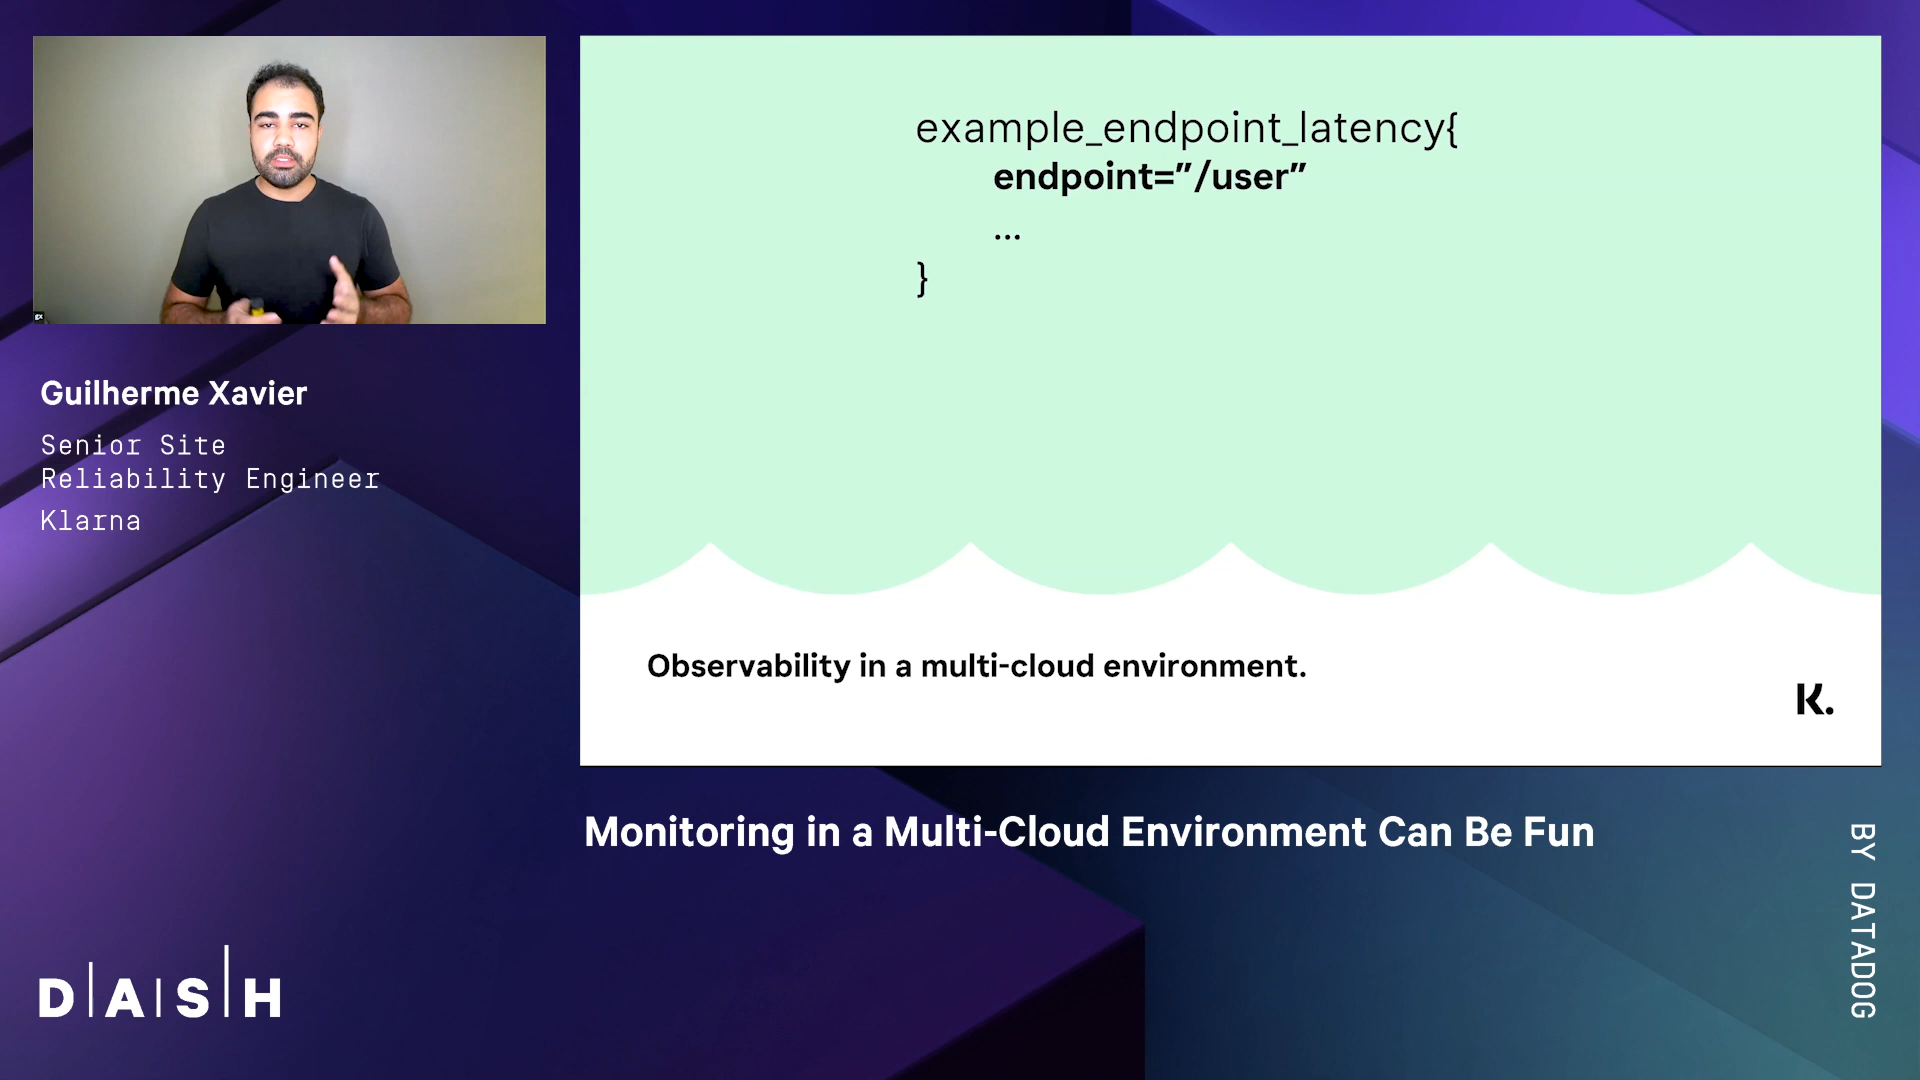 Guilherme Xavier
Senior Site
Reliability Engineer
Klarna
example_endpoint_latency{
endpoint=”/user”
...
}
Observability in a multi-cloud environment.
K.
Monitoring in a Multi-Cloud Environment Can Be Fun
DASH
BY DATADOG